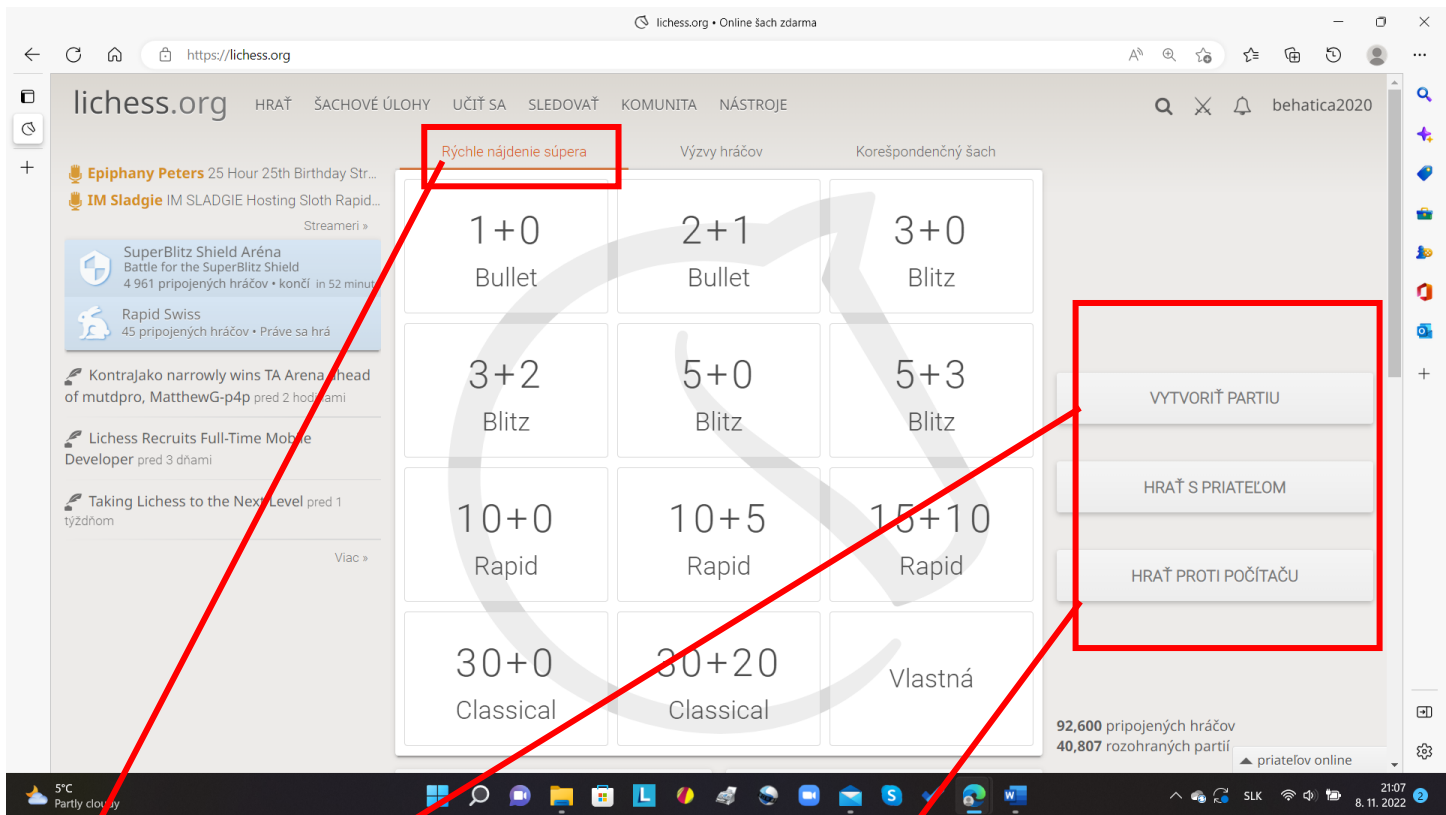 lichess.org • Online šach zdarma
https://lichess.org
lichess.org HRAŤ ŠACHOVÉ ÚLOHY UČIŤ SA SLEDOVAŤ KOMUNITA NÁSTROJE behatica2020
Rýchle nájdenie súpera Výzvy hráčov Korešpondenčný šach
Epiphany Peters 25 Hour 25th Birthday Str...
IM Sladgie IM SLADGIE Hosting Sloth Rapid...
Streameri »
SuperBlitz Shield Aréna
Battle for the SuperBlitz Shield
4 961 pripojených hráčov • končí in 52 minut
Rapid Swiss
45 pripojených hráčov • Práve sa hrá
KontraJako narrowly wins TA Arena ahead
of mutdpro, MatthewG-p4p pred 2 hodinami
Lichess Recruits Full-Time Mobile
Developer pred 3 dňami
Taking Lichess to the Next Level pred 1
týždňom
Viac »
1+0
Bullet
2+1
Bullet
3+0
Blitz
3+2
Blitz
5+0
Blitz
5+3
Blitz
10+0
Rapid
10+5
Rapid
15+10
Rapid
30+0
Classical
30+20
Classical
Vlastná
VYTVORIŤ PARTIU
HRAŤ S PRIATEĽOM
HRAŤ PROTI POČÍTAČU
92,600 pripojených hráčov
40,807 rozohraných partií
priateľov online
5°C
Partly cloudy
SLK
21:07
8. 11. 2022
2